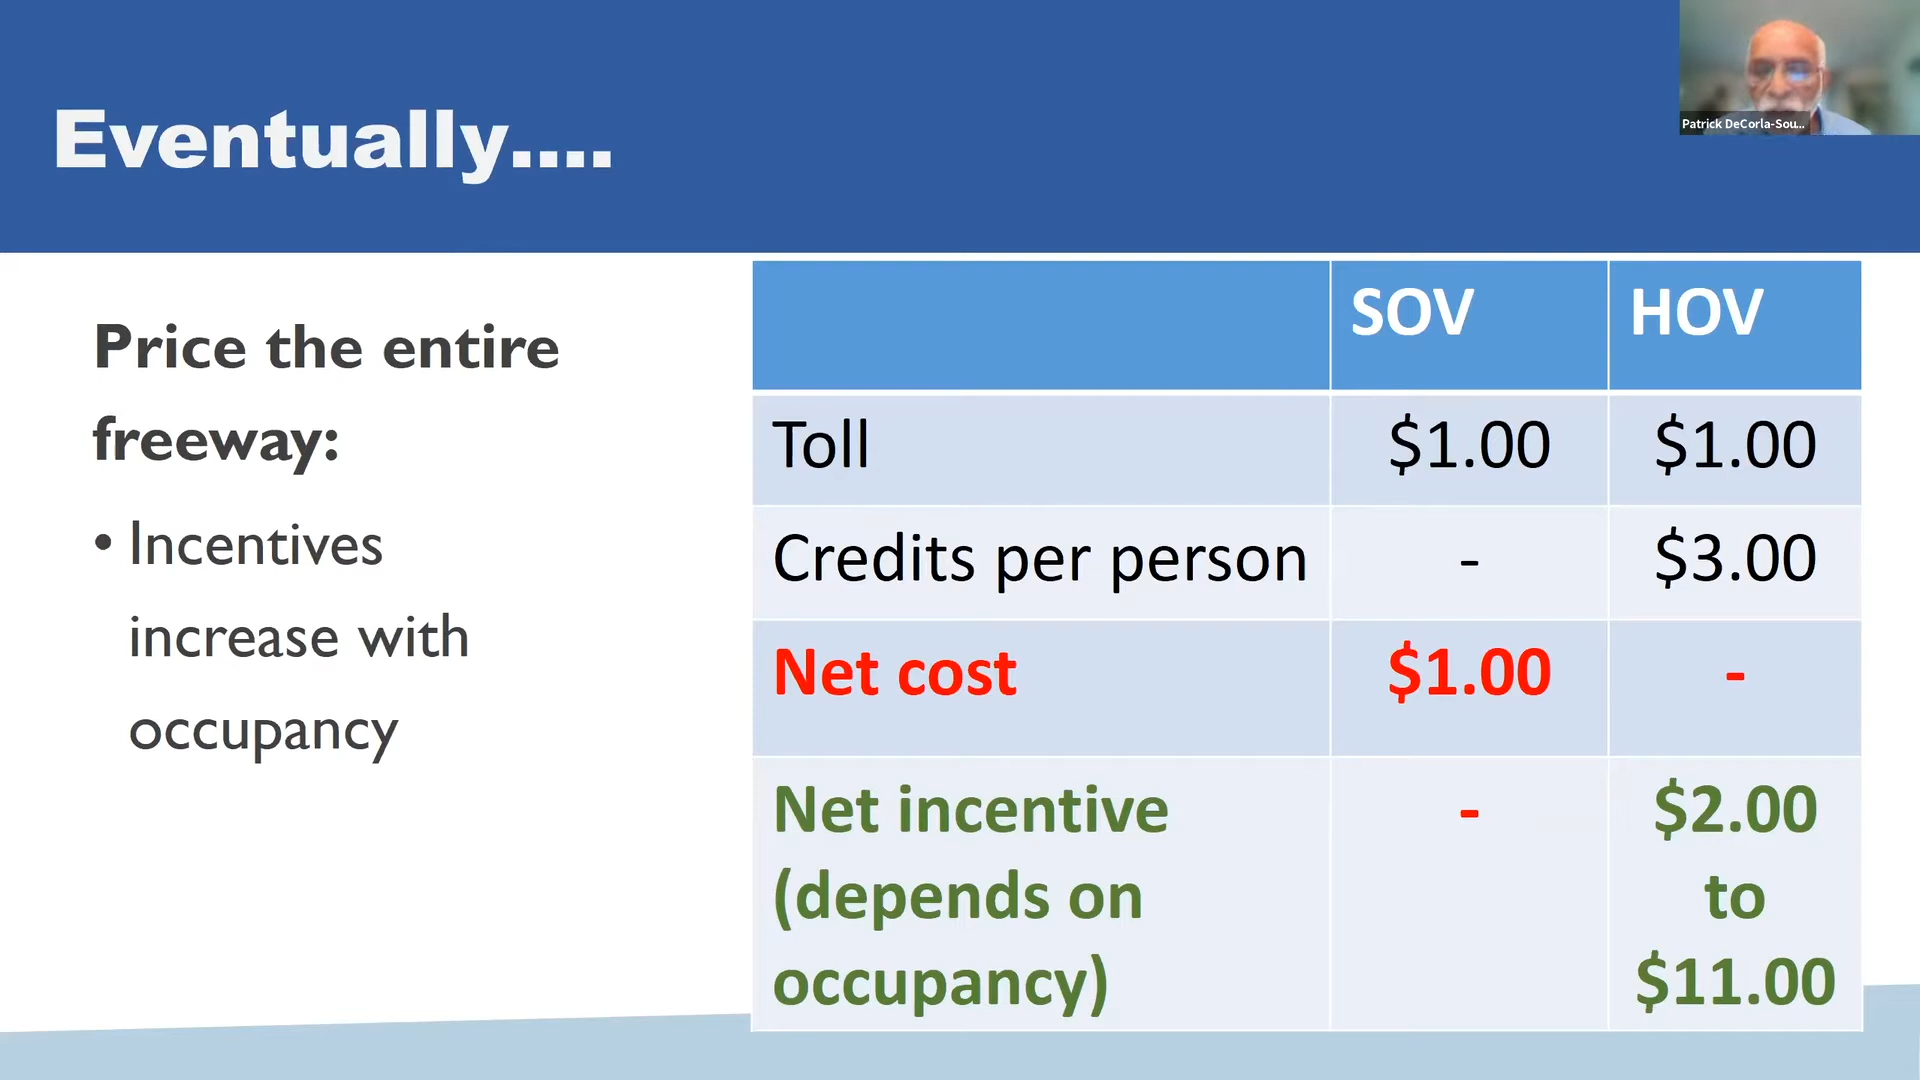 Eventually....
Patrick DeCorla-Sou...
Price the entire
freeway:
• Incentives
increase with
occupancy
SOV HOV
Toll $1.00 $1.00
Credits per person - $3.00
Net cost $1.00 -
Net incentive
(depends on
occupancy)
-
$2.00
to
$11.00